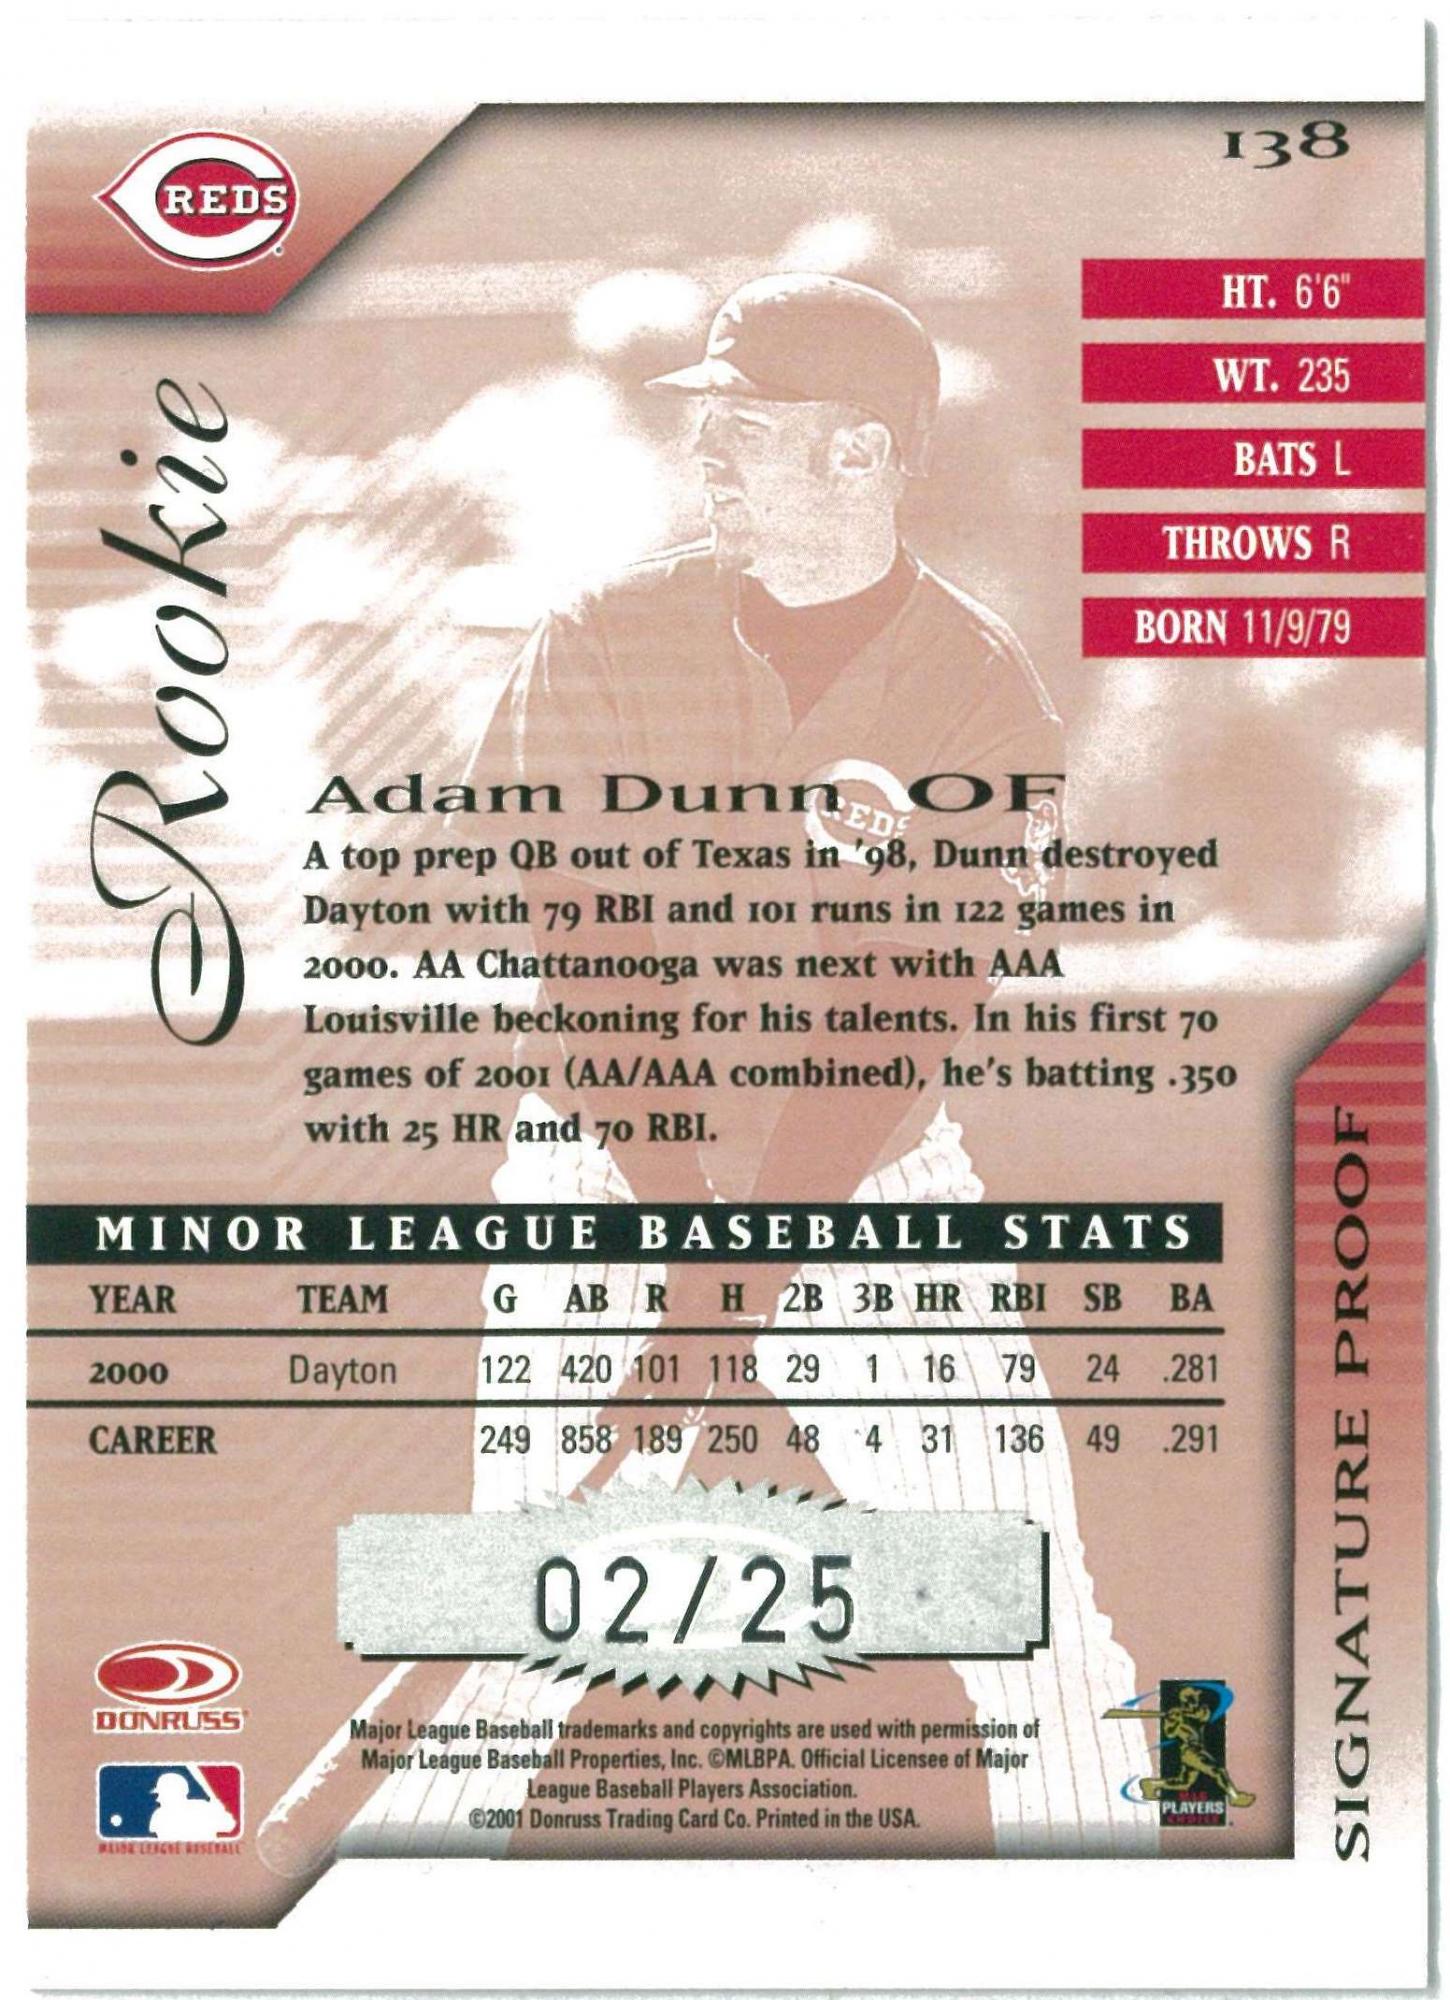 138
REDS
HT. 6'6"
WT. 235
BATS L
THROWS R
BORN 11/9/79
Rookie
REDS
Adam Dunn OF
A top prep QB out of Texas in '98, Dunn destroyed
Dayton with 79 RBI and 101 runs in 122 games in
2000. AA Chattanooga was next with AAA
Louisville beckoning for his talents. In his first 70
games of 2001 (AA/AAA combined), he's batting .350
with 25 HR and 70 RBI.
MINOR LEAGUE BASEBALL STATS
YEAR TEAM G AB R H 2B 3B HR RBI SB BA
2000 Dayton 122 420 101 118 29 1 16 79 24 .281
CAREER 249 858 189 250 48 4 31 136 49 .291
SIGNATURE PROOF
02/25
DONRUSS
MAJOR LEAGUE BASEBALL
Major League Baseball trademarks and copyrights are used with permission of
Major League Baseball Properties, Inc. ©MLBPA. Official Licensee of Major
League Baseball Players Association.
©2001 Donruss Trading Card Co. Printed in the USA.
MLB
PLAYERS
CHOICE